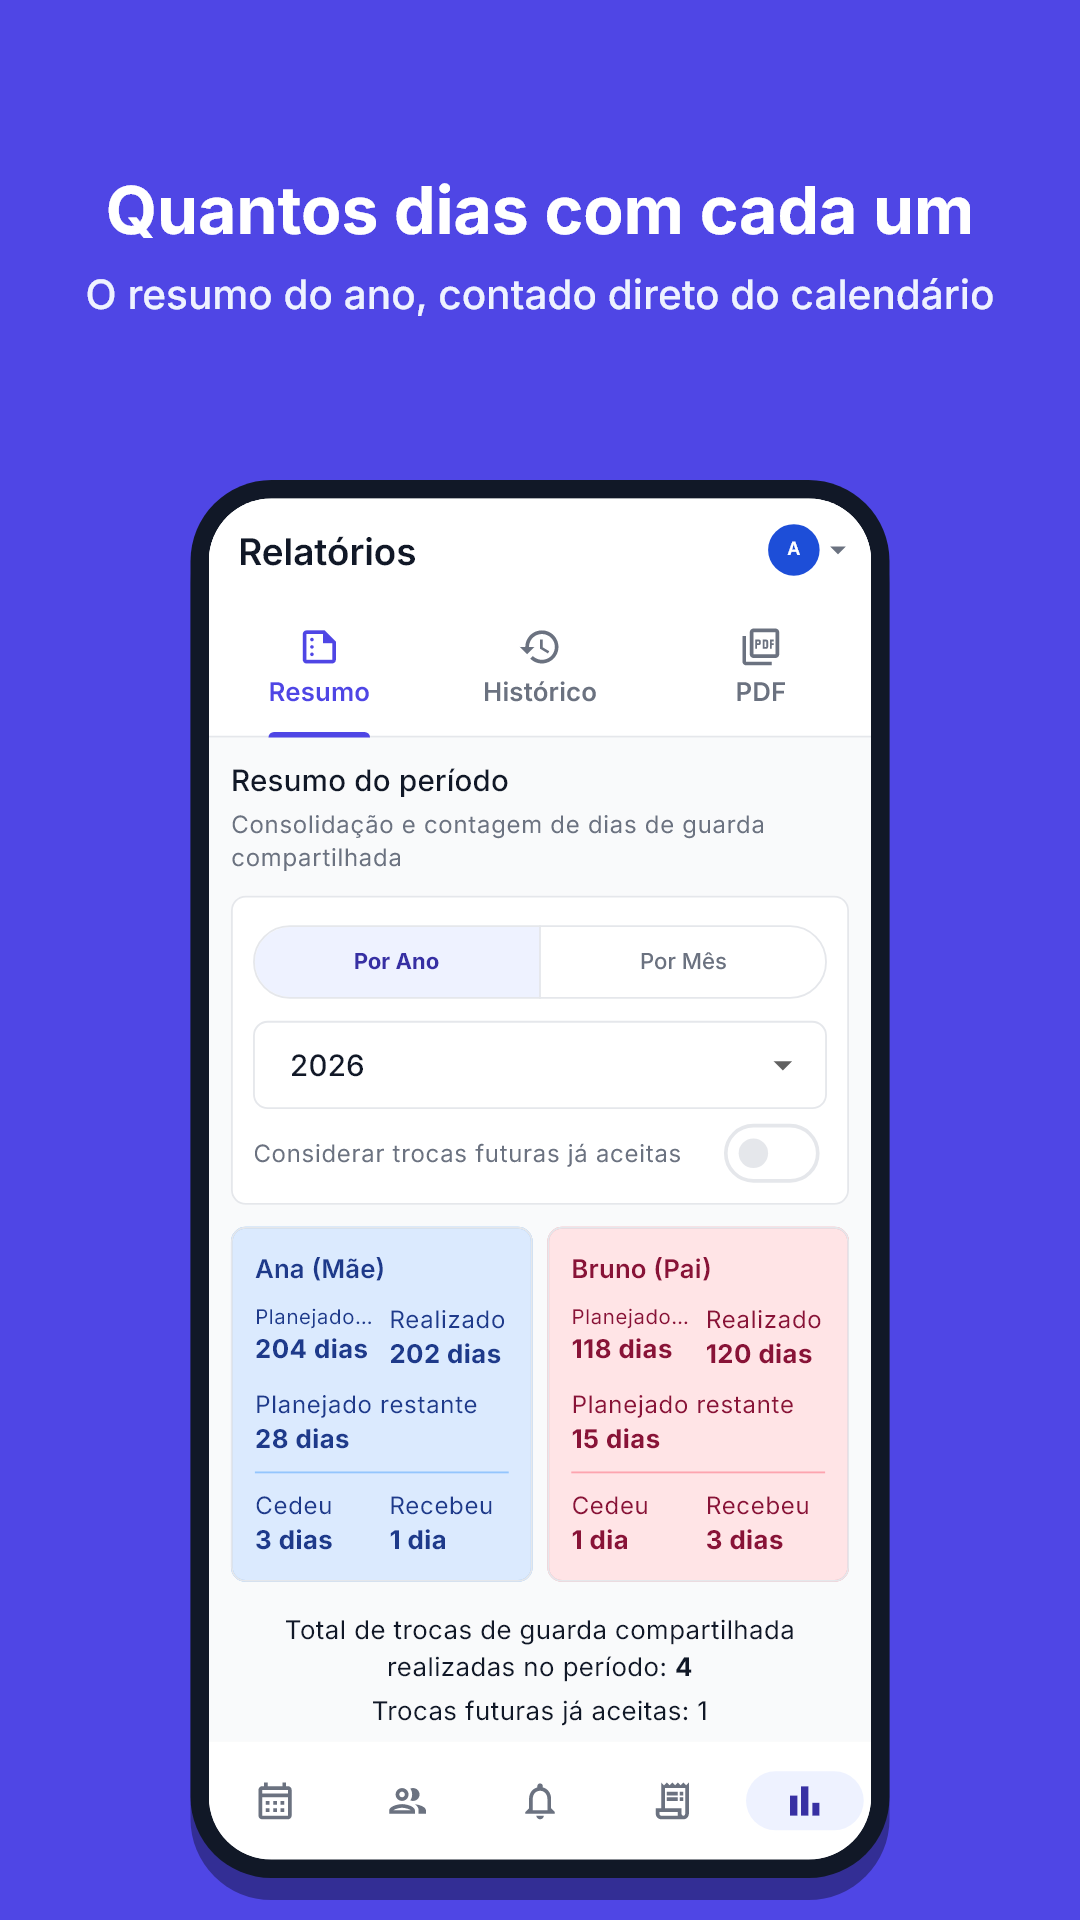 Quantos dias com cada um
O resumo do ano, contado direto do calendário
Relatórios
A
Resumo
Histórico
PDF
PDF
Resumo do período
Consolidação e contagem de dias de guarda
compartilhada
Por Ano
Por Mês
2026
Considerar trocas futuras já aceitas
Ana (Mãe)
Planejado...
Realizado
204 dias
202 dias
Planejado restante
28 dias
Cedeu
Recebeu
3 dias
1 dia
Bruno (Pai)
Planejado...
Realizado
118 dias
120 dias
Planejado restante
15 dias
Cedeu
Recebeu
1 dia
3 dias
Total de trocas de guarda compartilhada
realizadas no período: 4
Trocas futuras já aceitas: 1